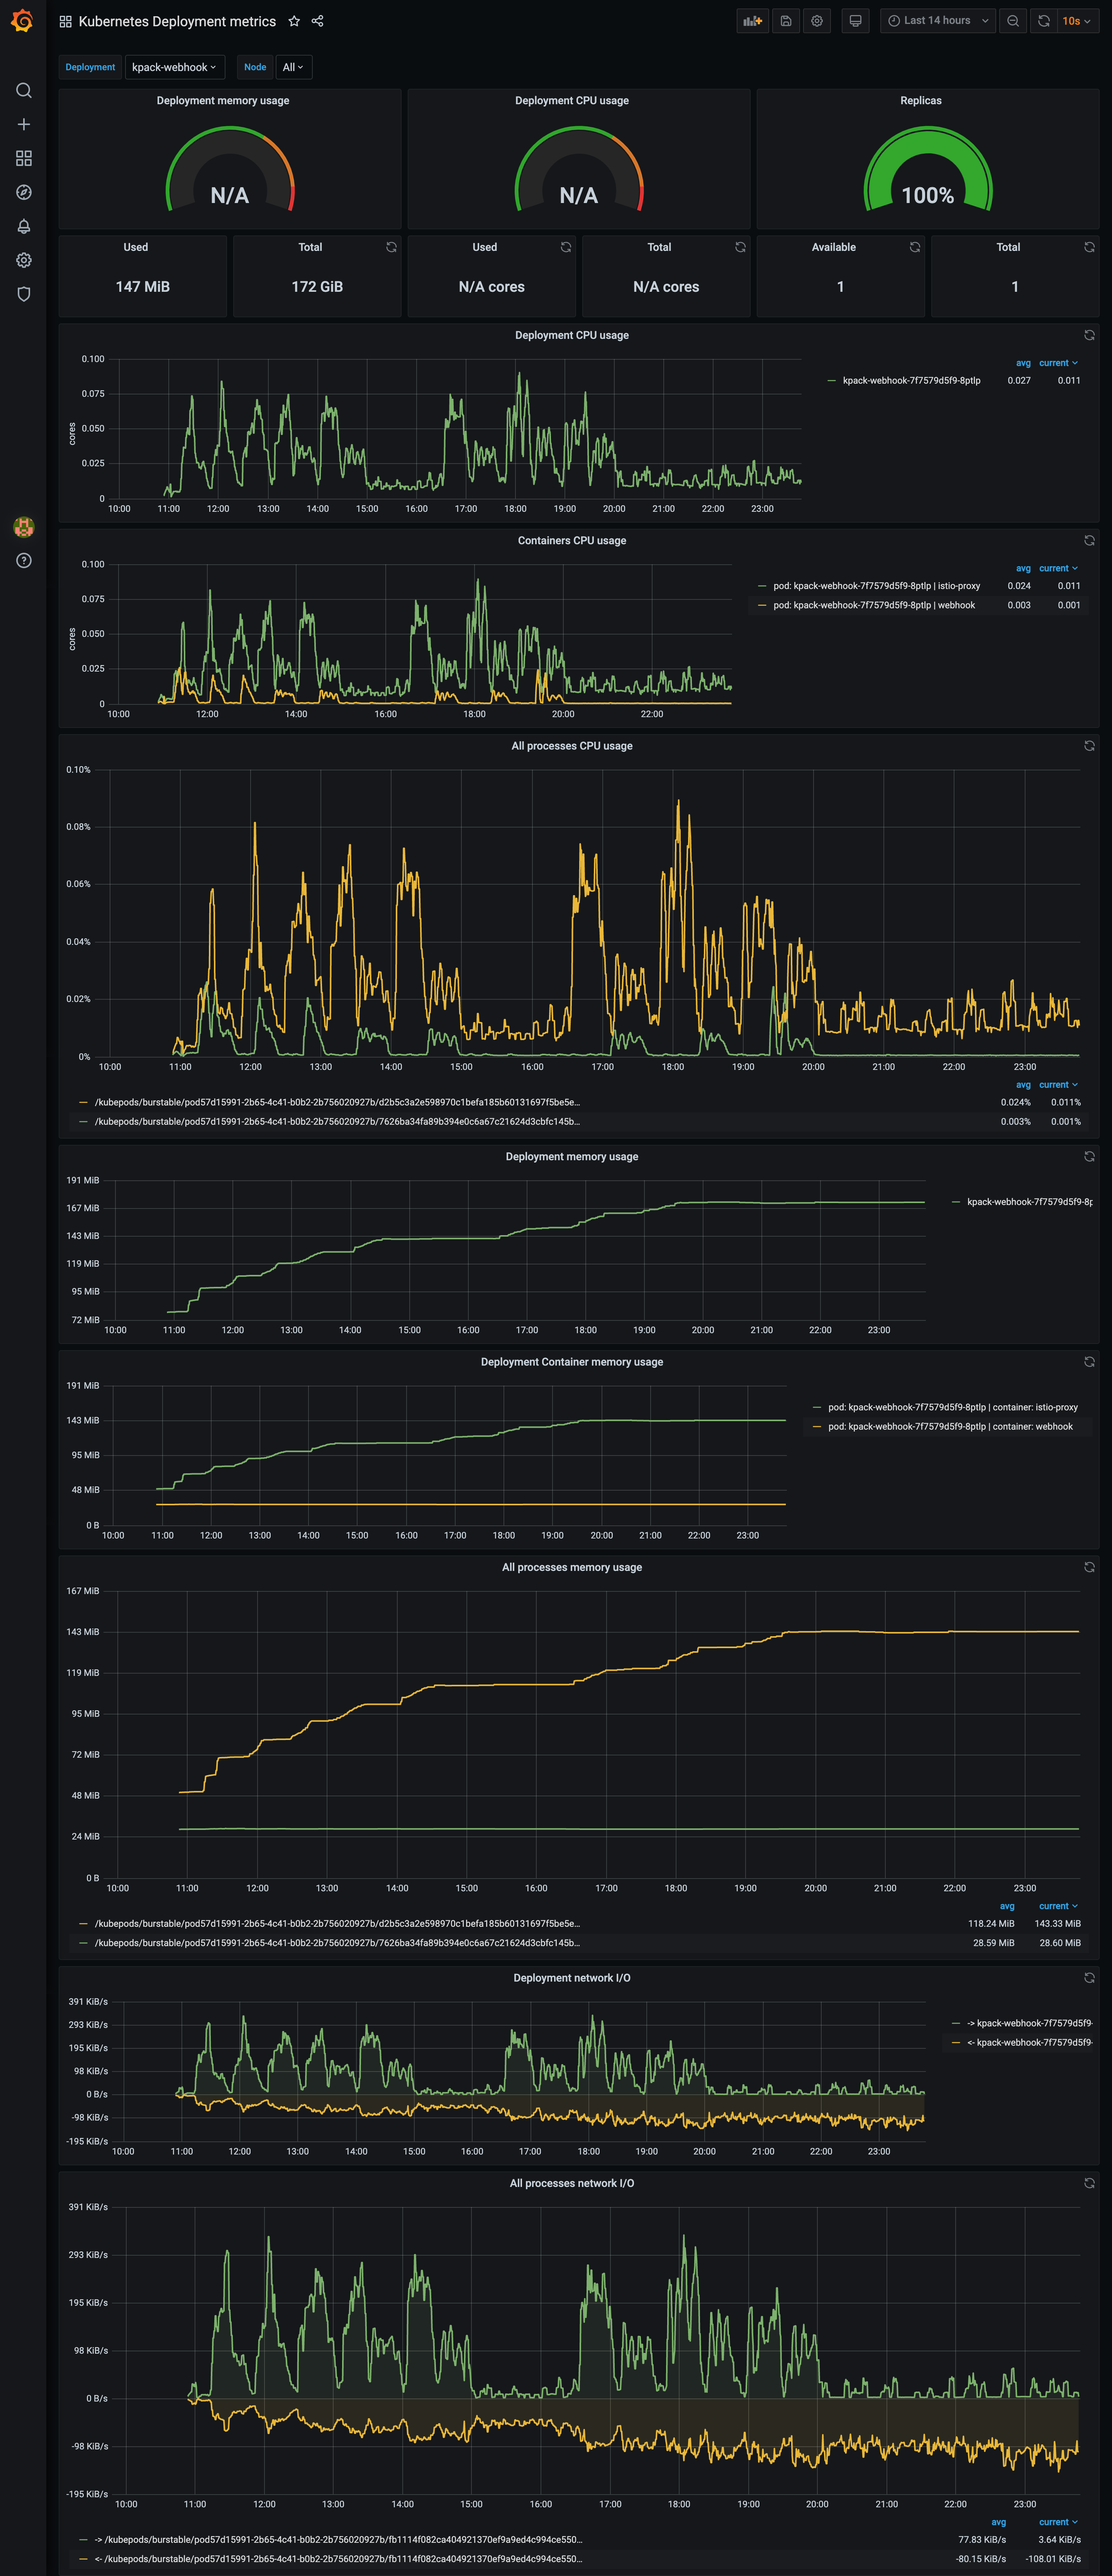 Kubernetes Deployment metrics
Last 14 hours
10s
Deployment kpack-webhook Node All
Deployment memory usage Deployment CPU usage Replicas
N/A N/A 100%
Used Total Used Total Available Total
147 MiB 172 GiB N/A cores N/A cores 1 1
Deployment CPU usage
cores
0.100
0.075
0.050
0.025
0
10:00 11:00 12:00 13:00 14:00 15:00 16:00 17:00 18:00 19:00 20:00 21:00 22:00 23:00
avg current
kpack-webhook-7f7579d5f9-8ptlp 0.027 0.011
Containers CPU usage
cores
0.100
0.075
0.050
0.025
0
10:00 12:00 14:00 16:00 18:00 20:00 22:00
avg current
pod: kpack-webhook-7f7579d5f9-8ptlp | istio-proxy 0.024 0.011
pod: kpack-webhook-7f7579d5f9-8ptlp | webhook 0.003 0.001
All processes CPU usage
0.10%
0.08%
0.06%
0.04%
0.02%
0%
10:00 11:00 12:00 13:00 14:00 15:00 16:00 17:00 18:00 19:00 20:00 21:00 22:00 23:00
avg current
/kubepods/burstable/pod57d15991-2b65-4c41-b0b2-2b756020927b/d2b5c3a2e598970c1befa185b60131697f5be5e... 0.024% 0.011%
/kubepods/burstable/pod57d15991-2b65-4c41-b0b2-2b756020927b/7626ba34fa89b394e0c6a67c21624d3cbfc145b... 0.003% 0.001%
Deployment memory usage
191 MiB
167 MiB
143 MiB
119 MiB
95 MiB
72 MiB
10:00 11:00 12:00 13:00 14:00 15:00 16:00 17:00 18:00 19:00 20:00 21:00 22:00 23:00
kpack-webhook-7f7579d5f9-8p
Deployment Container memory usage
191 MiB
143 MiB
95 MiB
48 MiB
0 B
10:00 11:00 12:00 13:00 14:00 15:00 16:00 17:00 18:00 19:00 20:00 21:00 22:00 23:00
pod: kpack-webhook-7f7579d5f9-8ptlp | container: istio-proxy
pod: kpack-webhook-7f7579d5f9-8ptlp | container: webhook
All processes memory usage
167 MiB
143 MiB
119 MiB
95 MiB
72 MiB
48 MiB
24 MiB
0 B
10:00 11:00 12:00 13:00 14:00 15:00 16:00 17:00 18:00 19:00 20:00 21:00 22:00 23:00
avg current
/kubepods/burstable/pod57d15991-2b65-4c41-b0b2-2b756020927b/d2b5c3a2e598970c1befa185b60131697f5be5e... 118.24 MiB 143.33 MiB
/kubepods/burstable/pod57d15991-2b65-4c41-b0b2-2b756020927b/7626ba34fa89b394e0c6a67c21624d3cbfc145b... 28.59 MiB 28.60 MiB
Deployment network I/O
391 KiB/s
293 KiB/s
195 KiB/s
98 KiB/s
0 B/s
-98 KiB/s
-195 KiB/s
10:00 11:00 12:00 13:00 14:00 15:00 16:00 17:00 18:00 19:00 20:00 21:00 22:00 23:00
-> kpack-webhook-7f7579d5f9-
<- kpack-webhook-7f7579d5f9-
All processes network I/O
391 KiB/s
293 KiB/s
195 KiB/s
98 KiB/s
0 B/s
-98 KiB/s
-195 KiB/s
10:00 11:00 12:00 13:00 14:00 15:00 16:00 17:00 18:00 19:00 20:00 21:00 22:00 23:00
avg current
-> /kubepods/burstable/pod57d15991-2b65-4c41-b0b2-2b756020927b/fb1114f082ca404921370ef9a9ed4c994ce550... 77.83 KiB/s 3.64 KiB/s
<- /kubepods/burstable/pod57d15991-2b65-4c41-b0b2-2b756020927b/fb1114f082ca404921370ef9a9ed4c994ce550... -80.15 KiB/s -108.01 KiB/s